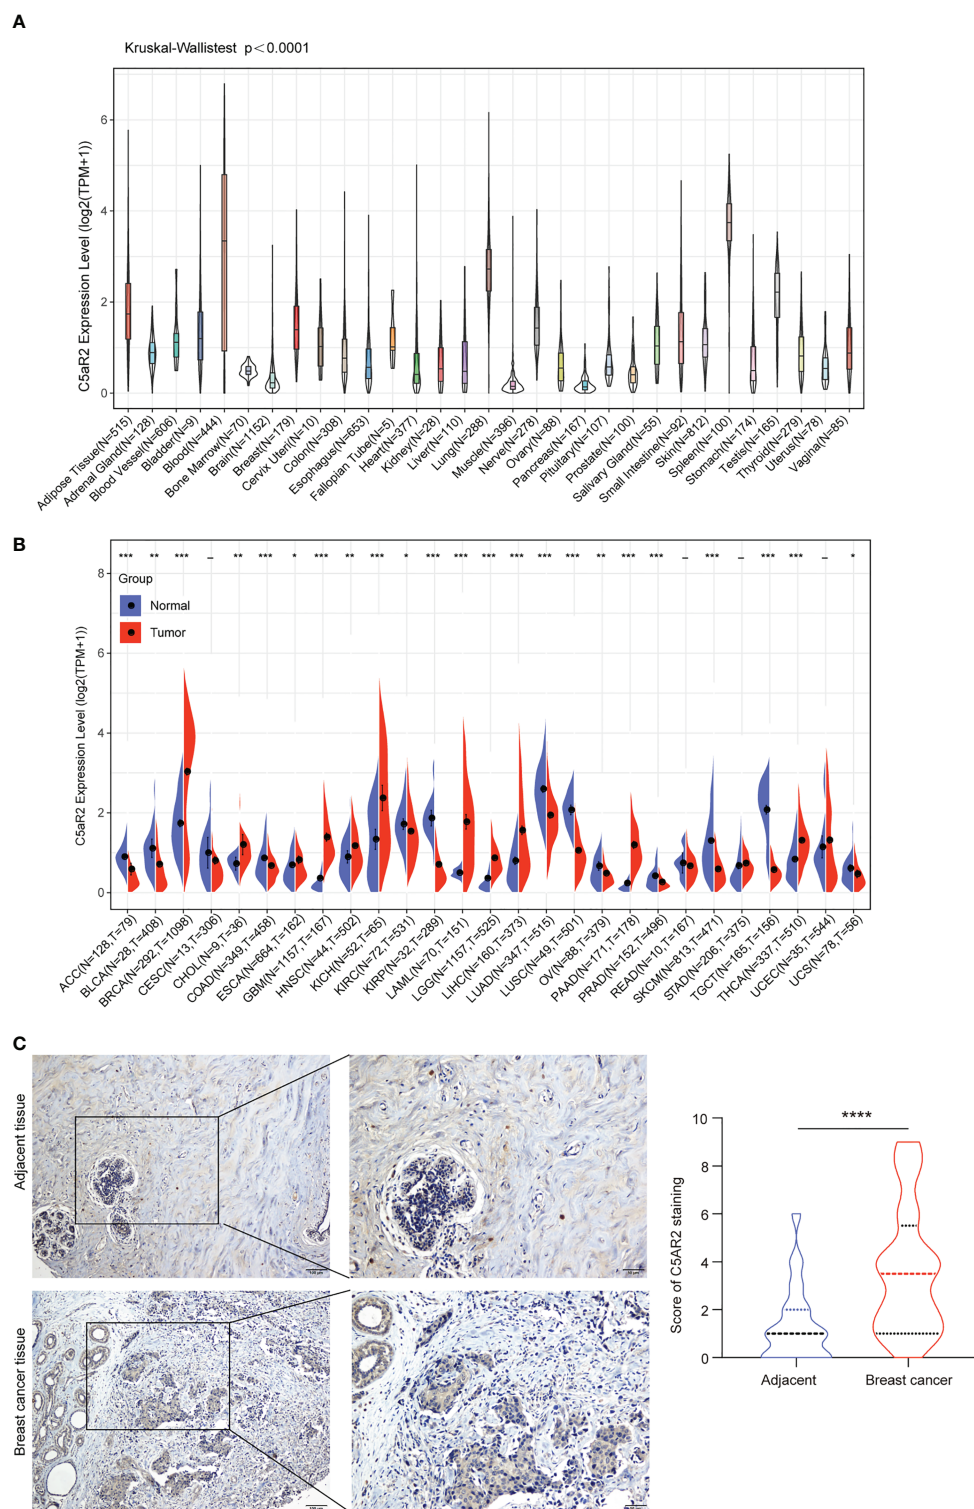 A
Kruskal-Wallistest p<0.0001
C5aR2 Expression Level (log2(TPM+1))
6
4
2
0
Adipose Tissue(N=515)
Adrenal Gland(N=128)
Blood Vessel(N=606)
Bladder(N=9)
Blood(N=444)
Bone Marrow(N=70)
Brain(N=1152)
Breast(N=179)
Cervix Uteri(N=10)
Colon(N=308)
Esophagus(N=653)
Fallopian Tube(N=5)
Heart(N=377)
Kidney(N=28)
Liver(N=110)
Lung(N=288)
Muscle(N=396)
Nerve(N=278)
Ovary(N=88)
Pancreas(N=167)
Pituitary(N=107)
Prostate(N=100)
Salivary Gland(N=55)
Small Intestine(N=92)
Skin(N=812)
Spleen(N=100)
Stomach(N=174)
Testis(N=165)
Thyroid(N=279)
Uterus(N=78)
Vagina(N=85)
B
*** ** *** – ** *** * *** ** *** * *** *** *** *** *** *** ** *** *** – *** – *** *** – *
Group
Normal
Tumor
C5aR2 Expression Level (log2(TPM+1))
8
6
4
2
0
ACC(N=128,T=79)
BLCA(N=28,T=408)
BRCA(N=292,T=1098)
CESC(N=13,T=306)
CHOL(N=9,T=36)
COAD(N=349,T=458)
ESCA(N=664,T=162)
GBM(N=1157,T=167)
HNSC(N=44,T=502)
KICH(N=52,T=65)
KIRC(N=72,T=531)
KIRP(N=32,T=289)
LAML(N=70,T=151)
LGG(N=1157,T=525)
LIHC(N=160,T=373)
LUAD(N=347,T=515)
LUSC(N=49,T=501)
OV(N=88,T=379)
PAAD(N=171,T=178)
PRAD(N=152,T=496)
READ(N=10,T=167)
SKCM(N=813,T=471)
STAD(N=206,T=375)
TGCT(N=165,T=156)
THCA(N=337,T=510)
UCEC(N=35,T=544)
UCS(N=78,T=56)
C
Adjacent tissue
Breast cancer tissue
Score of C5AR2 staining
10
8
6
4
2
0
****
Adjacent
Breast cancer